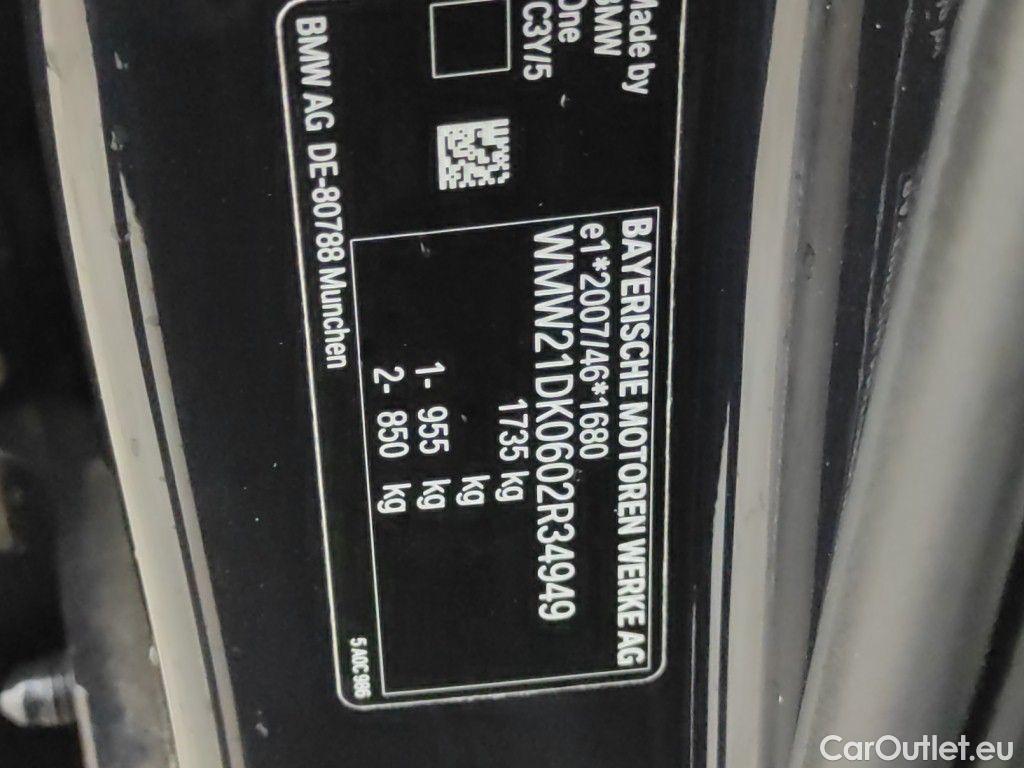 BAYERISCHE MOTOREN WERKE AG
e1*2007/46*1680
WMW21DK0602R34949
1735 kg
kg
1- 955 kg
2- 850 kg
Made by
BMW
One
C3Y/5
BMW AG DE-80788 Munchen
5 A0C 986
CarOutlet.eu